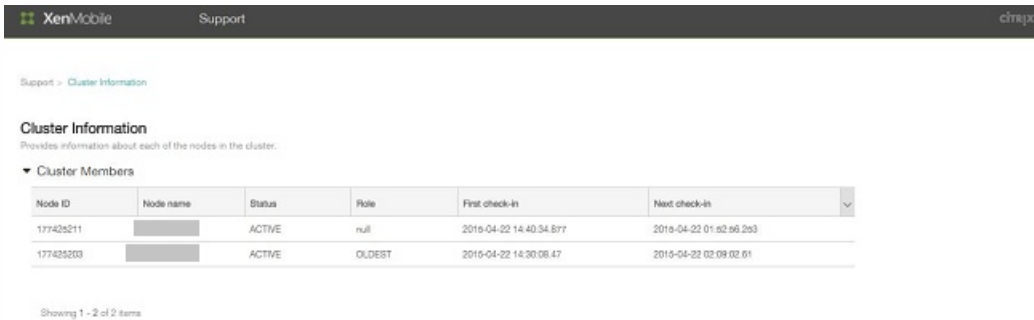 XenMobile Support citrix
Support > Cluster Information
Cluster Information
Provides information about each of the nodes in the cluster.
Cluster Members
Node ID Node name Status Role First check-in Next check-in
177425211 ACTIVE null 2015-04-22 14:40:34.877 2015-04-22 01:52:56.253
177425203 ACTIVE OLDEST 2015-04-22 14:30:08.47 2015-04-22 02:09:02.61
Showing 1 - 2 of 2 items